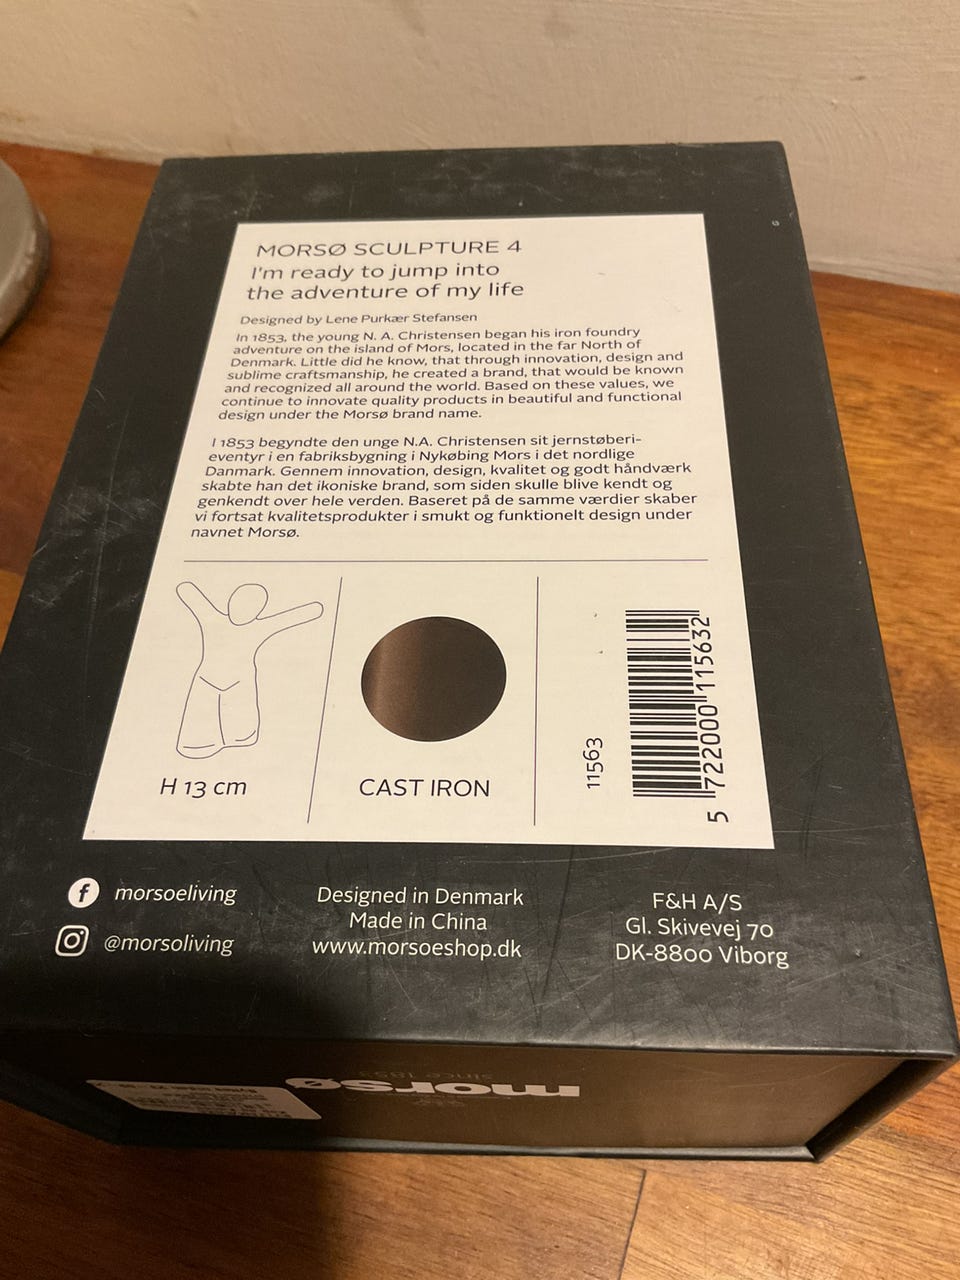 MORSØ SCULPTURE 4
I'm ready to jump into
the adventure of my life
Designed by Lene Purkær Stefansen
In 1853, the young N. A. Christensen began his iron foundry
adventure on the island of Mors, located in the far North of
Denmark. Little did he know, that through innovation, design and
sublime craftsmanship, he created a brand, that would be known
and recognized all around the world. Based on these values, we
continue to innovate quality products in beautiful and functional
design under the Morsø brand name.
I 1853 begyndte den unge N.A. Christensen sit jernstøberi-
eventyr i en fabriksbygning i Nykøbing Mors i det nordlige
Danmark. Gennem innovation, design, kvalitet og godt håndværk
skabte han det ikoniske brand, som siden skulle blive kendt og
genkendt over hele verden. Baseret på de samme værdier skaber
vi fortsat kvalitetsprodukter i smukt og funktionelt design under
navnet Morsø.
H 13 cm
CAST IRON
11563
5 722000 115632
morsoeliving
@morsoliving
Designed in Denmark
Made in China
www.morsoeshop.dk
F&H A/S
Gl. Skivevej 70
DK-8800 Viborg
morsø
since 1853